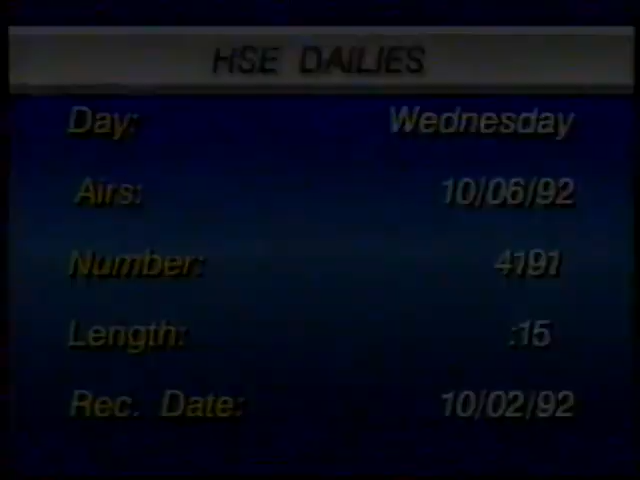 HSE DAILIES
Day: Wednesday
Airs: 10/06/92
Number: 4191
Length: :15
Rec. Date: 10/02/92